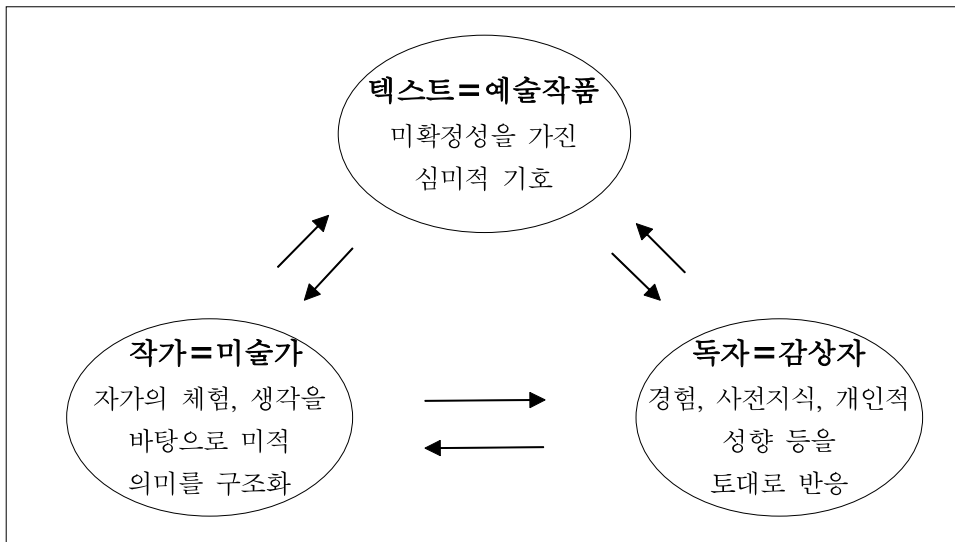 텍스트=예술작품
미확정성을 가진
심미적 기호
작가=미술가
자가의 체험, 생각을
바탕으로 미적
의미를 구조화
독자=감상자
경험, 사전지식, 개인적
성향 등을
토대로 반응